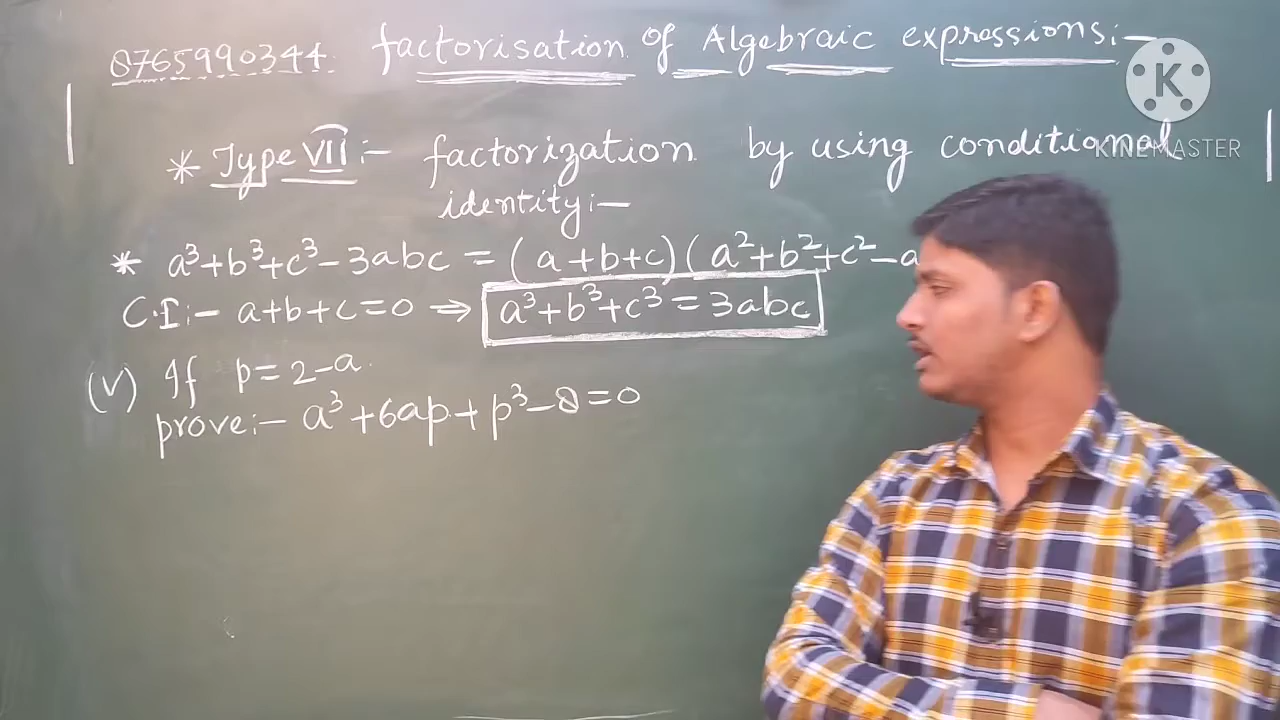 8765990344. factorisation of Algebraic expressions:-
K
KINEMASTER
* Type VII:- factorization by using conditional
identity:-
* a³+b³+c³-3abc = (a+b+c)(a²+b²+c²-a
C.I:- a+b+c=0 ⇒ a³+b³+c³=3abc
(V) If p=2-a.
prove:- a³+6ap+p³-8=0